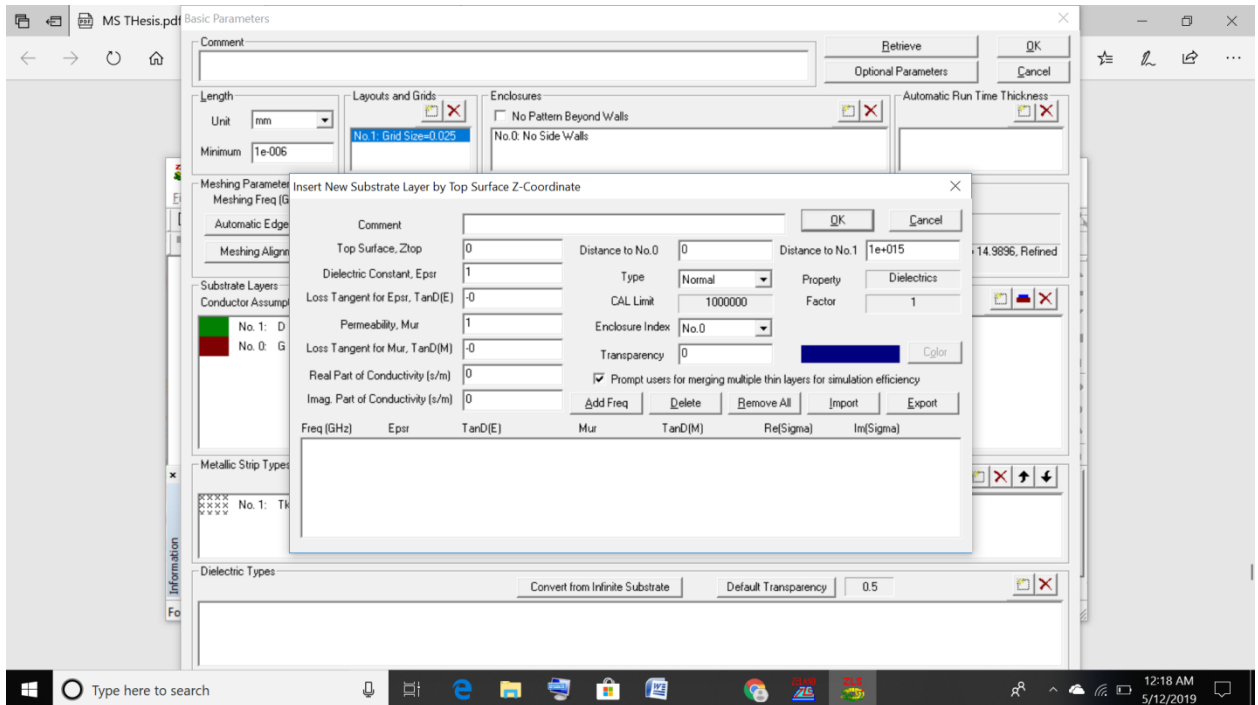 MS THesis.pdf
Basic Parameters
Comment
Retrieve
OK
Optional Parameters
Cancel
Length
Unit mm
Minimum 1e-006
Layouts and Grids
No.1: Grid Size=0.025
Enclosures
No Pattern Beyond Walls
No.0: No Side Walls
Automatic Run Time Thickness
Meshing Parameter
Meshing Freq (G
Automatic Edge
Meshing Alignn
14.9896, Refined
Substrate Layers
Conductor Assumpt
No. 1: D
No. 0: G
Metallic Strip Types
No. 1: Tk
Insert New Substrate Layer by Top Surface Z-Coordinate
Comment
OK
Cancel
Top Surface, Ztop 0
Distance to No.0 0
Distance to No.1 1e+015
Dielectric Constant, Epsr 1
Type Normal
Property Dielectrics
Loss Tangent for Epsr, TanD(E) -0
CAL Limit 1000000
Factor 1
Permeability, Mur 1
Enclosure Index No.0
Loss Tangent for Mur, TanD(M) -0
Transparency 0
Color
Real Part of Conductivity (s/m) 0
Prompt users for merging multiple thin layers for simulation efficiency
Imag. Part of Conductivity (s/m) 0
Add Freq Delete Remove All Import Export
Freq (GHz) Epsr TanD(E) Mur TanD(M) Re(Sigma) Im(Sigma)
Dielectric Types
Convert from Infinite Substrate
Default Transparency 0.5
Information
Fo
Type here to search
12:18 AM
5/12/2019